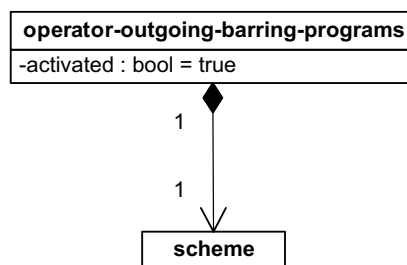 operator-outgoing-barring-programs
-activated : bool = true
1
1
scheme